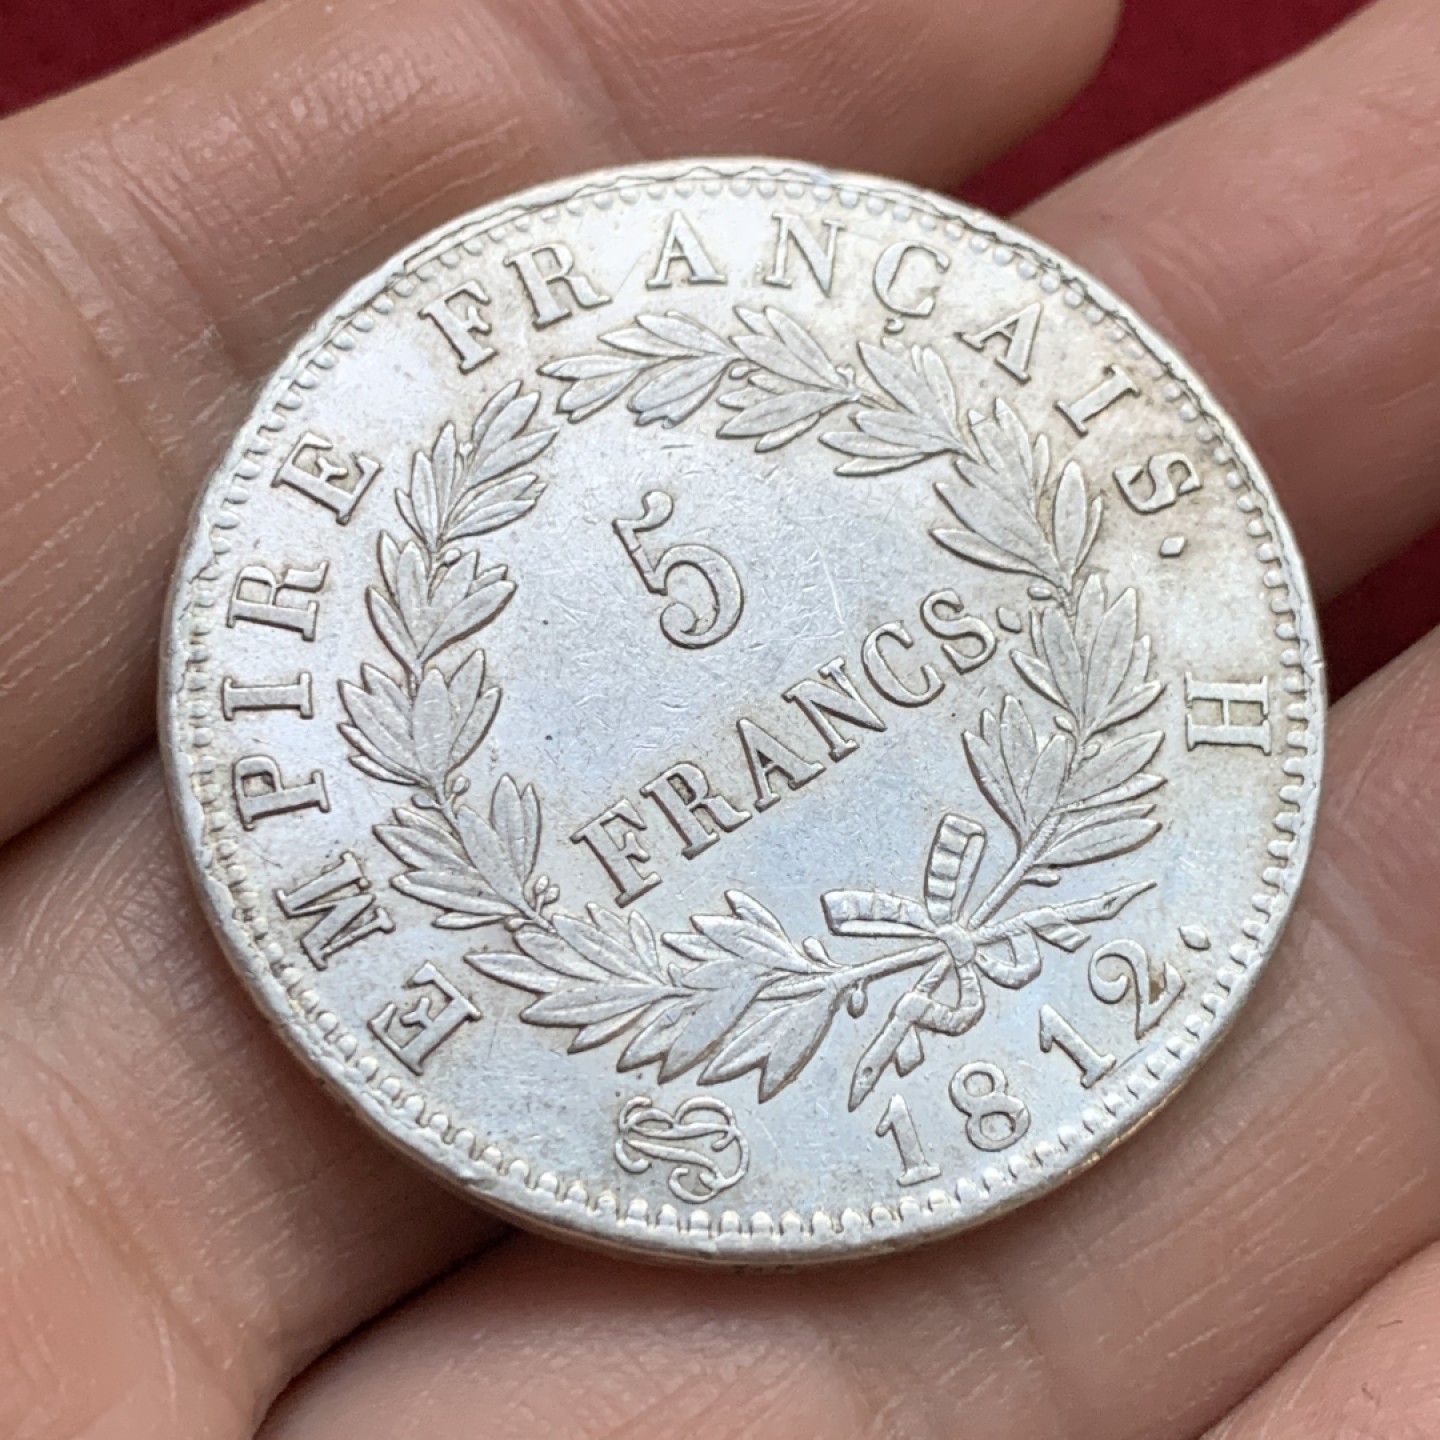 EMPIRE FRANÇAIS.
5
FRANCS.
H
1812.